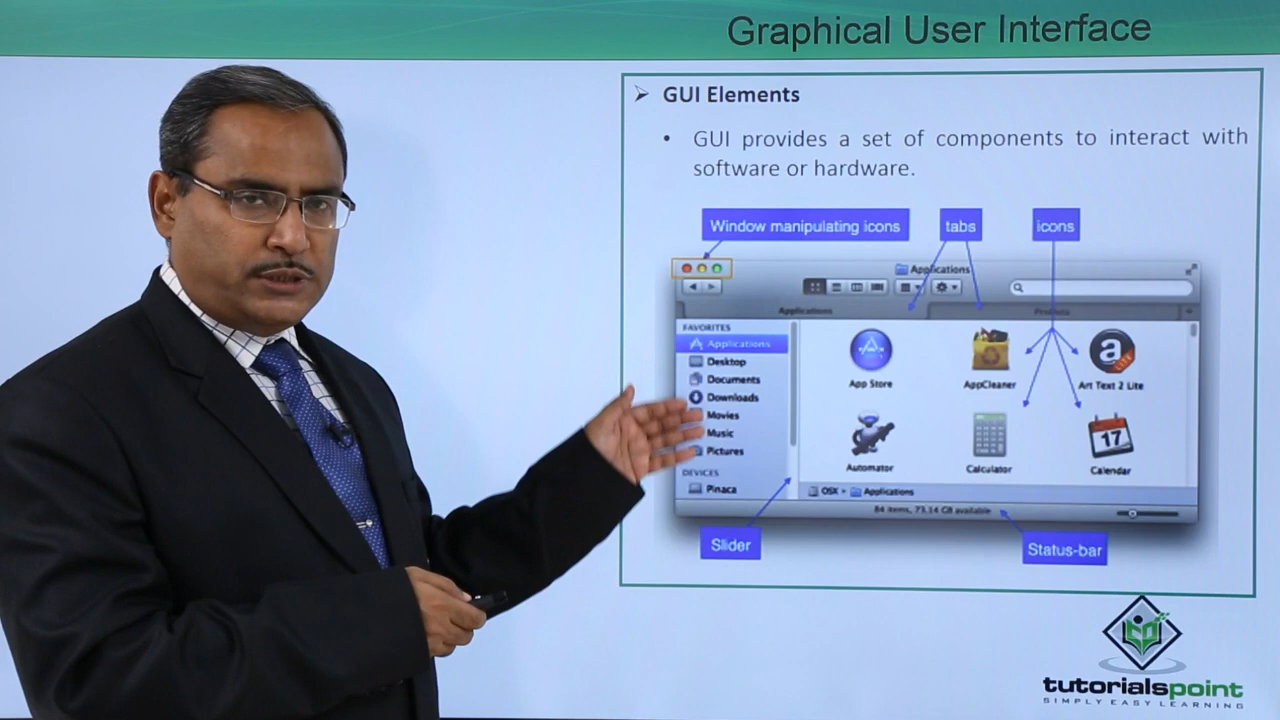 Graphical User Interface
GUI Elements
GUI provides a set of components to interact with
software or hardware.
Window manipulating icons
tabs
icons
Applications
Applications
FAVORITES
Applications
Desktop
Documents
Downloads
Movies
Music
Pictures
DEVICES
Pinaca
App Store
AppCleaner
Art Text 2 Lite
Automator
Calculator
17
Calendar
OSX
Applications
84 items, 73.14 GB available
Slider
Status-bar
tutorialspoint
SIMPLY EASY LEARNING